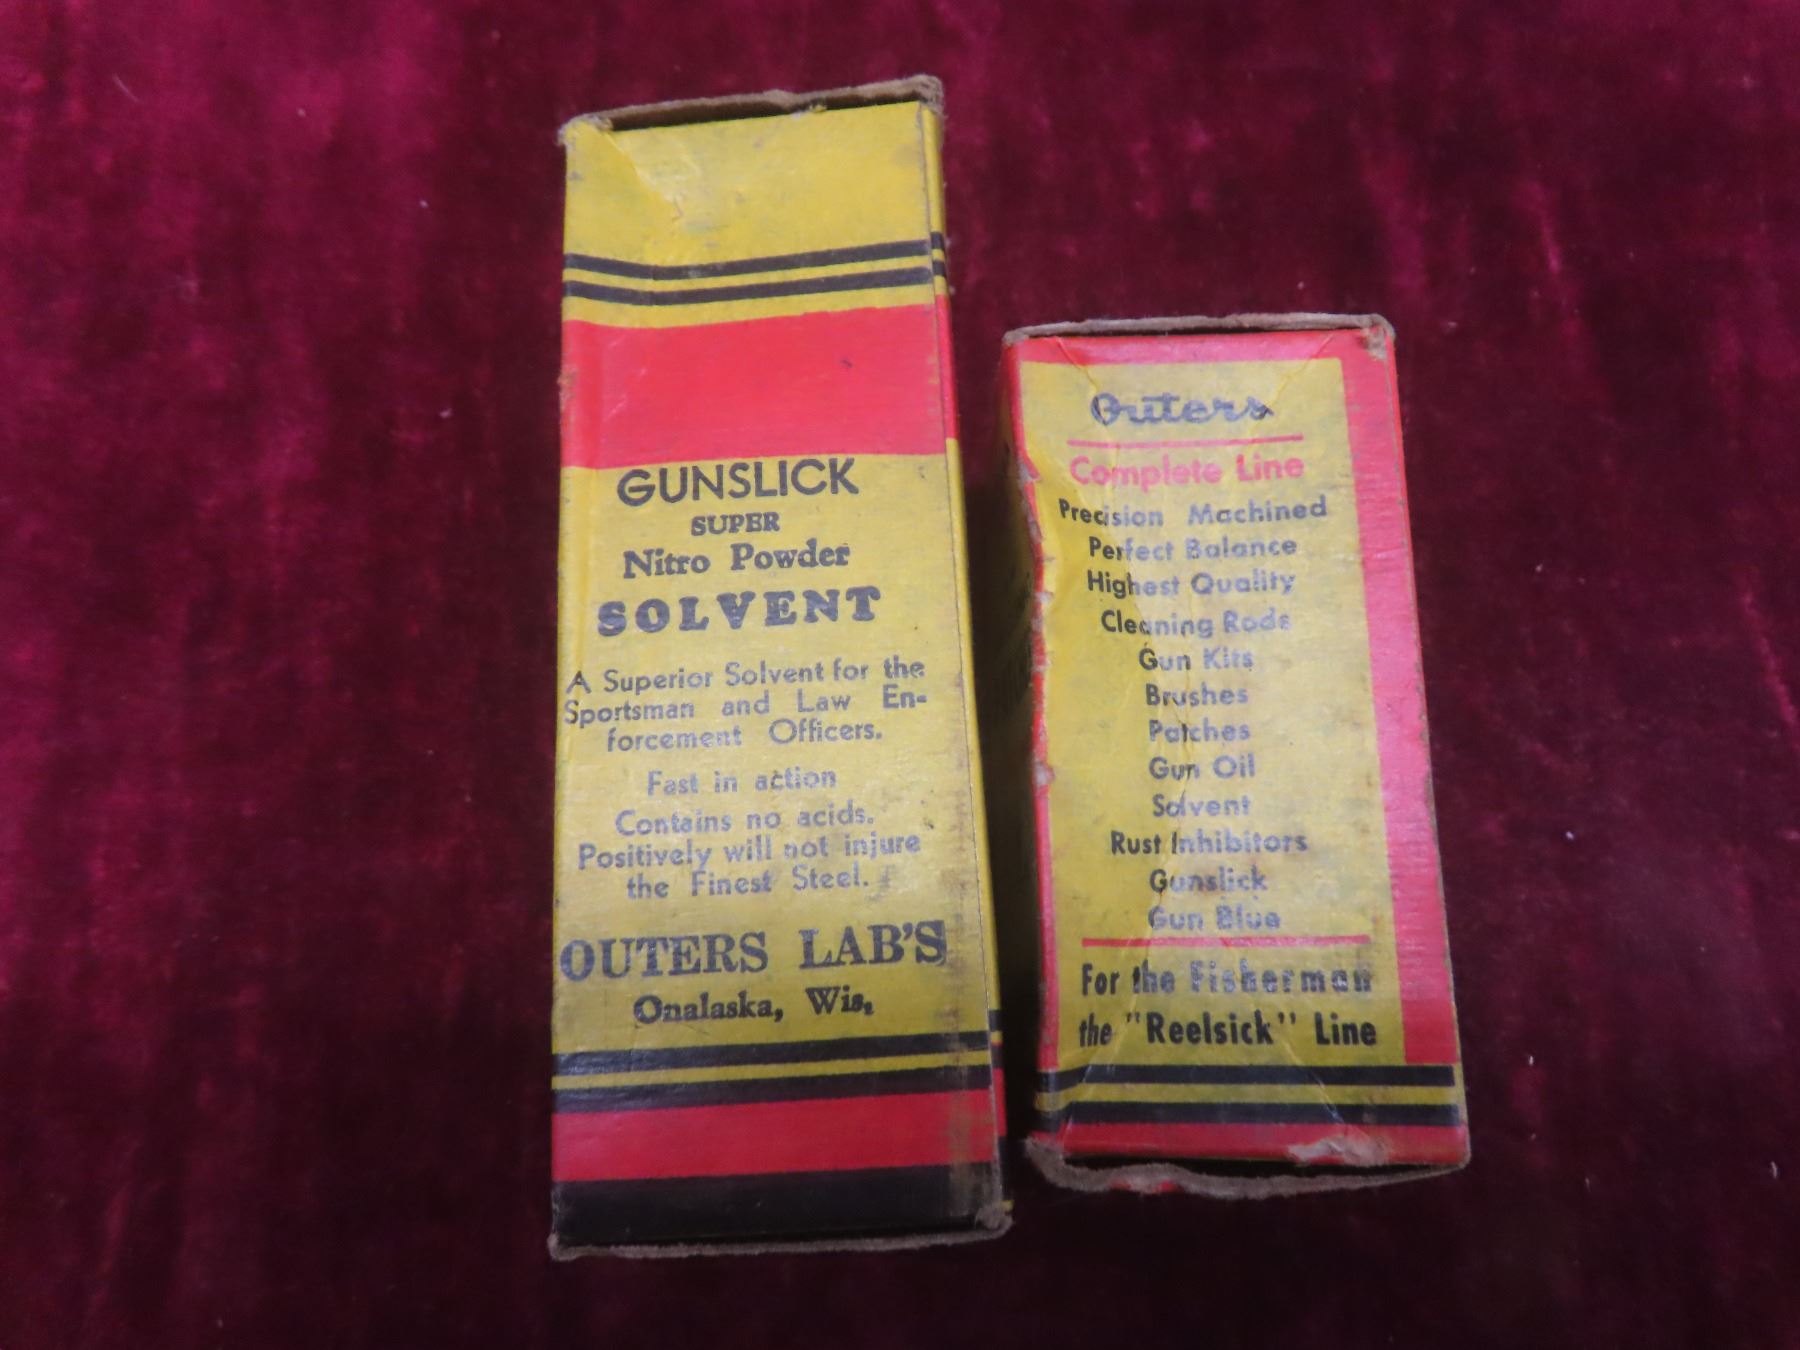 GUNSLICK
SUPER
Nitro Powder
SOLVENT
A Superior Solvent for the
Sportsman and Law En-
forcement Officers.
Fast in action
Contains no acids.
Positively will not injure
the Finest Steel.
OUTERS LAB'S
Onalaska, Wis.
Outers
Complete Line
Precision Machined
Perfect Balance
Highest Quality
Cleaning Rods
Gun Kits
Brushes
Patches
Gun Oil
Solvent
Rust Inhibitors
Gunslick
Gun Blue
For the Fisherman
the "Reelsick" Line